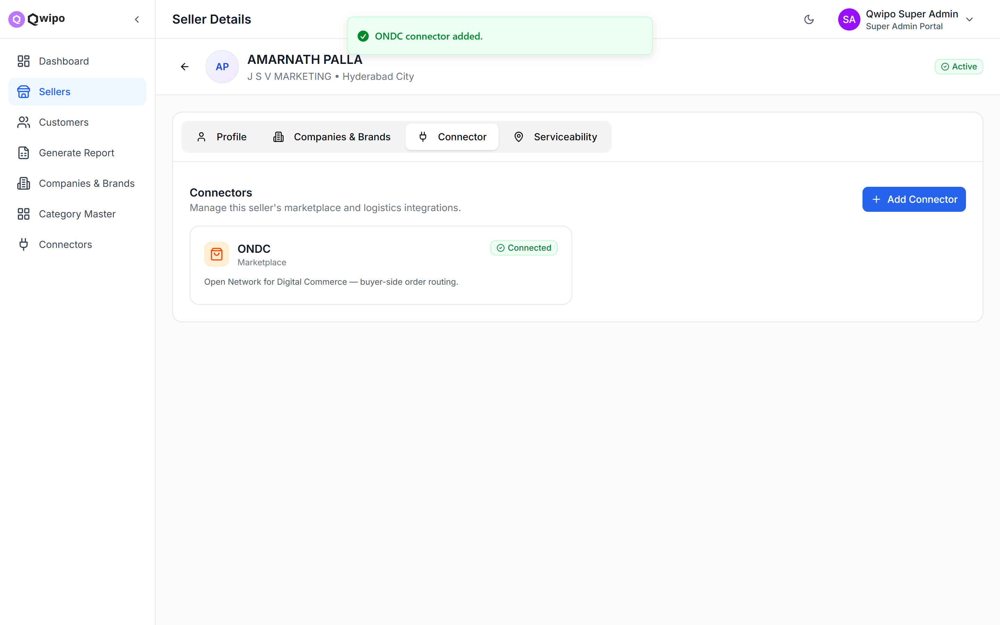 Qwipo
Seller Details
ONDC connector added.
SA
Qwipo Super Admin
Super Admin Portal
Dashboard
Sellers
Customers
Generate Report
Companies & Brands
Category Master
Connectors
AP
AMARNATH PALLA
J S V MARKETING • Hyderabad City
Active
Profile
Companies & Brands
Connector
Serviceability
Connectors
Manage this seller's marketplace and logistics integrations.
Add Connector
ONDC
Marketplace
Connected
Open Network for Digital Commerce — buyer-side order routing.